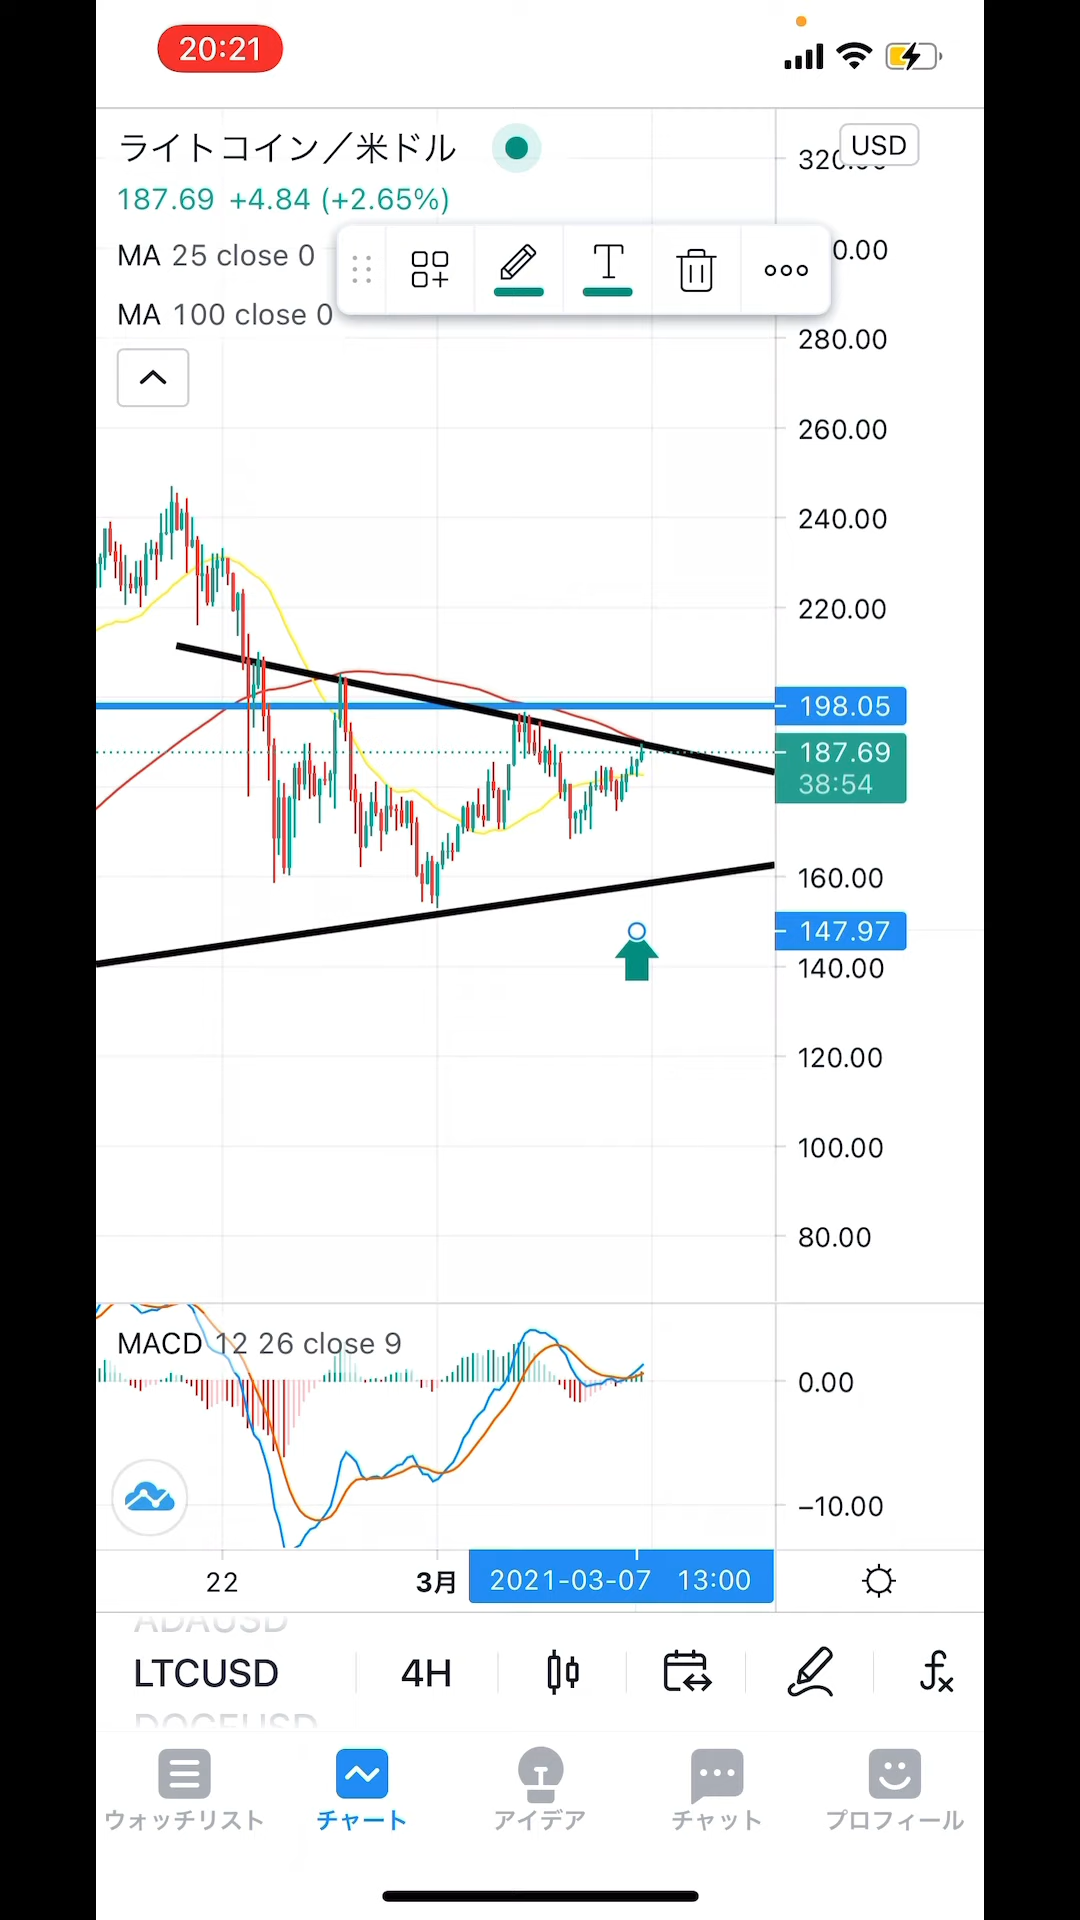 20:21
ライトコイン／米ドル
187.69 +4.84 (+2.65%)
MA 25 close 0
MA 100 close 0
USD
T
0.00
280.00
260.00
240.00
220.00
198.05
187.69
38:54
160.00
147.97
140.00
120.00
100.00
80.00
MACD 12 26 close 9
0.00
−10.00
22
3月
2021-03-07 13:00
ADAUSD
LTCUSD
4H
DOGEUSD
ウォッチリスト
チャート
アイデア
チャット
プロフィール